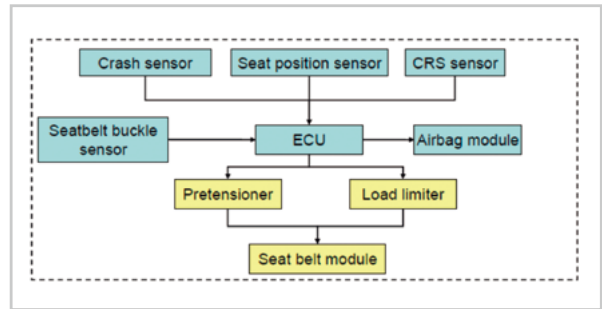 Crash sensor
Seat position sensor
CRS sensor
Seatbelt buckle
sensor
ECU
Airbag module
Pretensioner
Load limiter
Seat belt module